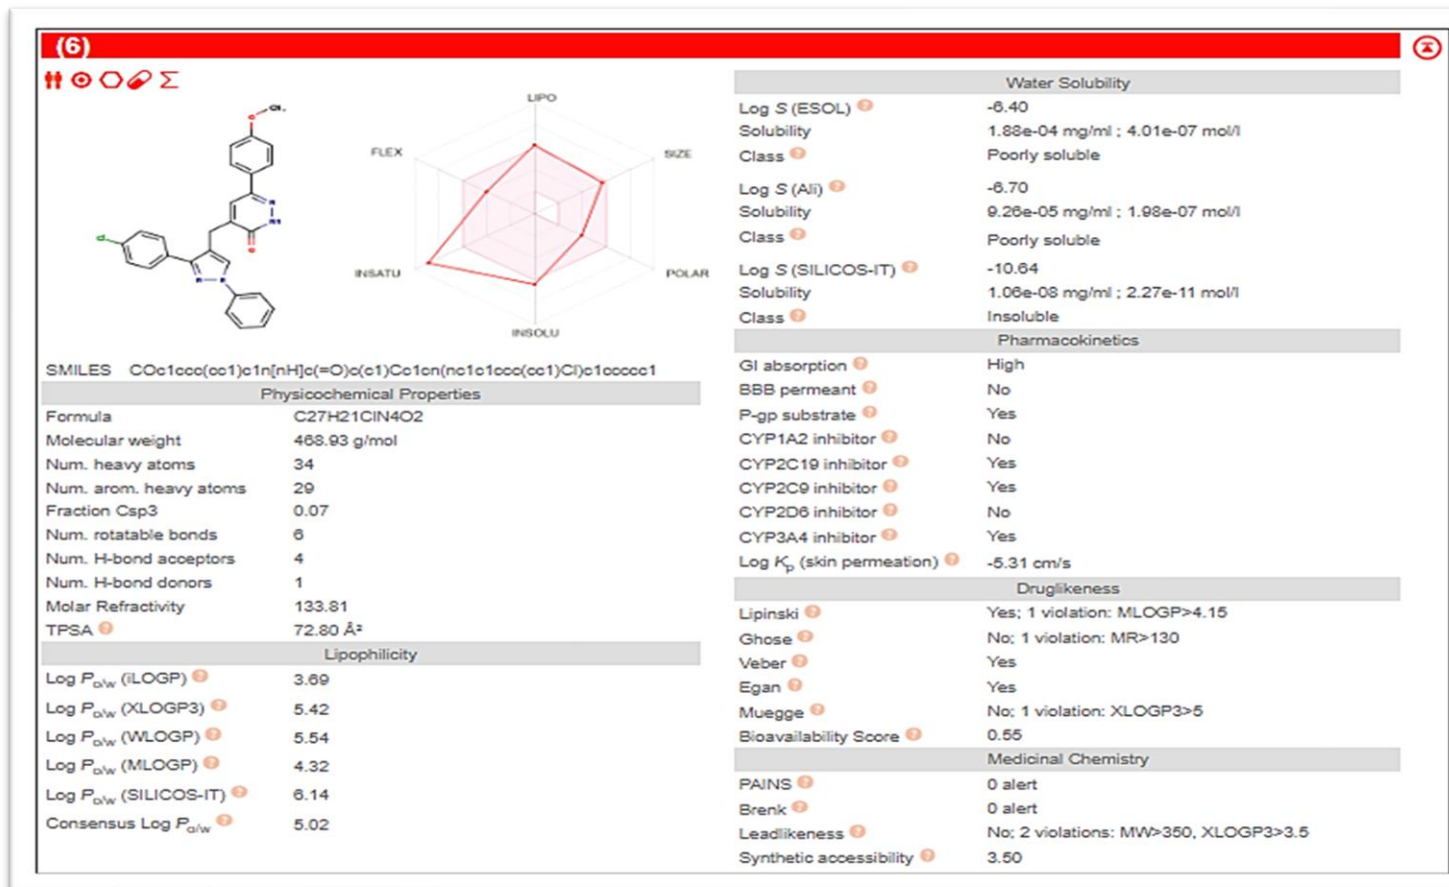 (6)
LIPO
FLEX
SIZE
INSATU
POLAR
INSOLU
SMILES COc1ccc(cc1)c1n[nH]c(=O)c(c1)Cc1cn(nc1c1ccc(cc1)Cl)c1ccccc1
Physicochemical Properties
Formula C27H21ClN4O2
Molecular weight 468.93 g/mol
Num. heavy atoms 34
Num. arom. heavy atoms 29
Fraction Csp3 0.07
Num. rotatable bonds 6
Num. H-bond acceptors 4
Num. H-bond donors 1
Molar Refractivity 133.81
TPSA ? 72.80 Å²
Lipophilicity
Log Po/w (iLOGP) ? 3.69
Log Po/w (XLOGP3) ? 5.42
Log Po/w (WLOGP) ? 5.54
Log Po/w (MLOGP) ? 4.32
Log Po/w (SILICOS-IT) ? 6.14
Consensus Log Po/w ? 5.02
Water Solubility
Log S (ESOL) ? -6.40
Solubility 1.88e-04 mg/ml ; 4.01e-07 mol/l
Class ? Poorly soluble
Log S (Ali) ? -6.70
Solubility 9.26e-05 mg/ml ; 1.98e-07 mol/l
Class ? Poorly soluble
Log S (SILICOS-IT) ? -10.64
Solubility 1.06e-08 mg/ml ; 2.27e-11 mol/l
Class ? Insoluble
Pharmacokinetics
GI absorption ? High
BBB permeant ? No
P-gp substrate ? Yes
CYP1A2 inhibitor ? No
CYP2C19 inhibitor ? Yes
CYP2C9 inhibitor ? Yes
CYP2D6 inhibitor ? No
CYP3A4 inhibitor ? Yes
Log Kp (skin permeation) ? -5.31 cm/s
Druglikeness
Lipinski ? Yes; 1 violation: MLOGP>4.15
Ghose ? No; 1 violation: MR>130
Veber ? Yes
Egan ? Yes
Muegge ? No; 1 violation: XLOGP3>5
Bioavailability Score ? 0.55
Medicinal Chemistry
PAINS ? 0 alert
Brenk ? 0 alert
Leadlikeness ? No; 2 violations: MW>350, XLOGP3>3.5
Synthetic accessibility ? 3.50